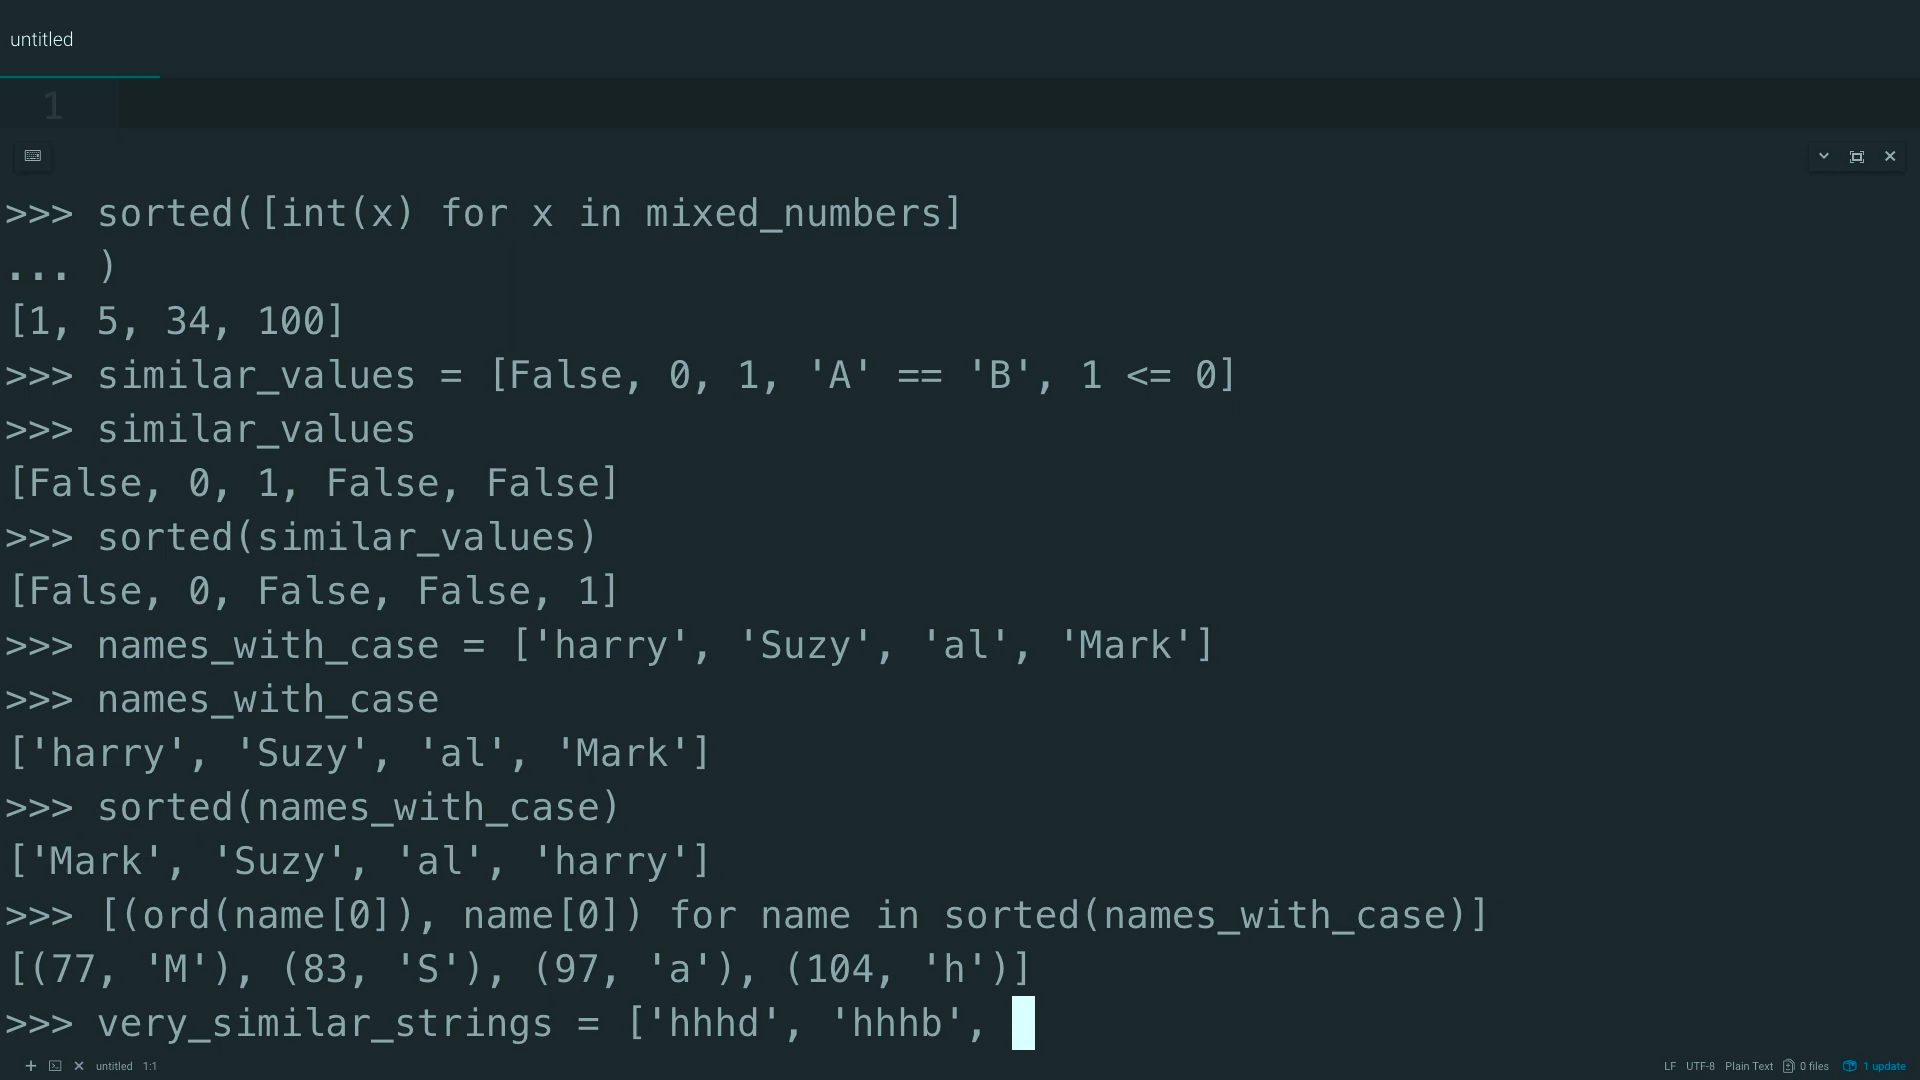 untitled
1
>>> sorted([int(x) for x in mixed_numbers]
... )
[1, 5, 34, 100]
>>> similar_values = [False, 0, 1, 'A' == 'B', 1 <= 0]
>>> similar_values
[False, 0, 1, False, False]
>>> sorted(similar_values)
[False, 0, False, False, 1]
>>> names_with_case = ['harry', 'Suzy', 'al', 'Mark']
>>> names_with_case
['harry', 'Suzy', 'al', 'Mark']
>>> sorted(names_with_case)
['Mark', 'Suzy', 'al', 'harry']
>>> [(ord(name[0]), name[0]) for name in sorted(names_with_case)]
[(77, 'M'), (83, 'S'), (97, 'a'), (104, 'h')]
>>> very_similar_strings = ['hhhd', 'hhhb',
untitled 1:1 LF UTF-8 Plain Text 0 files 1 update